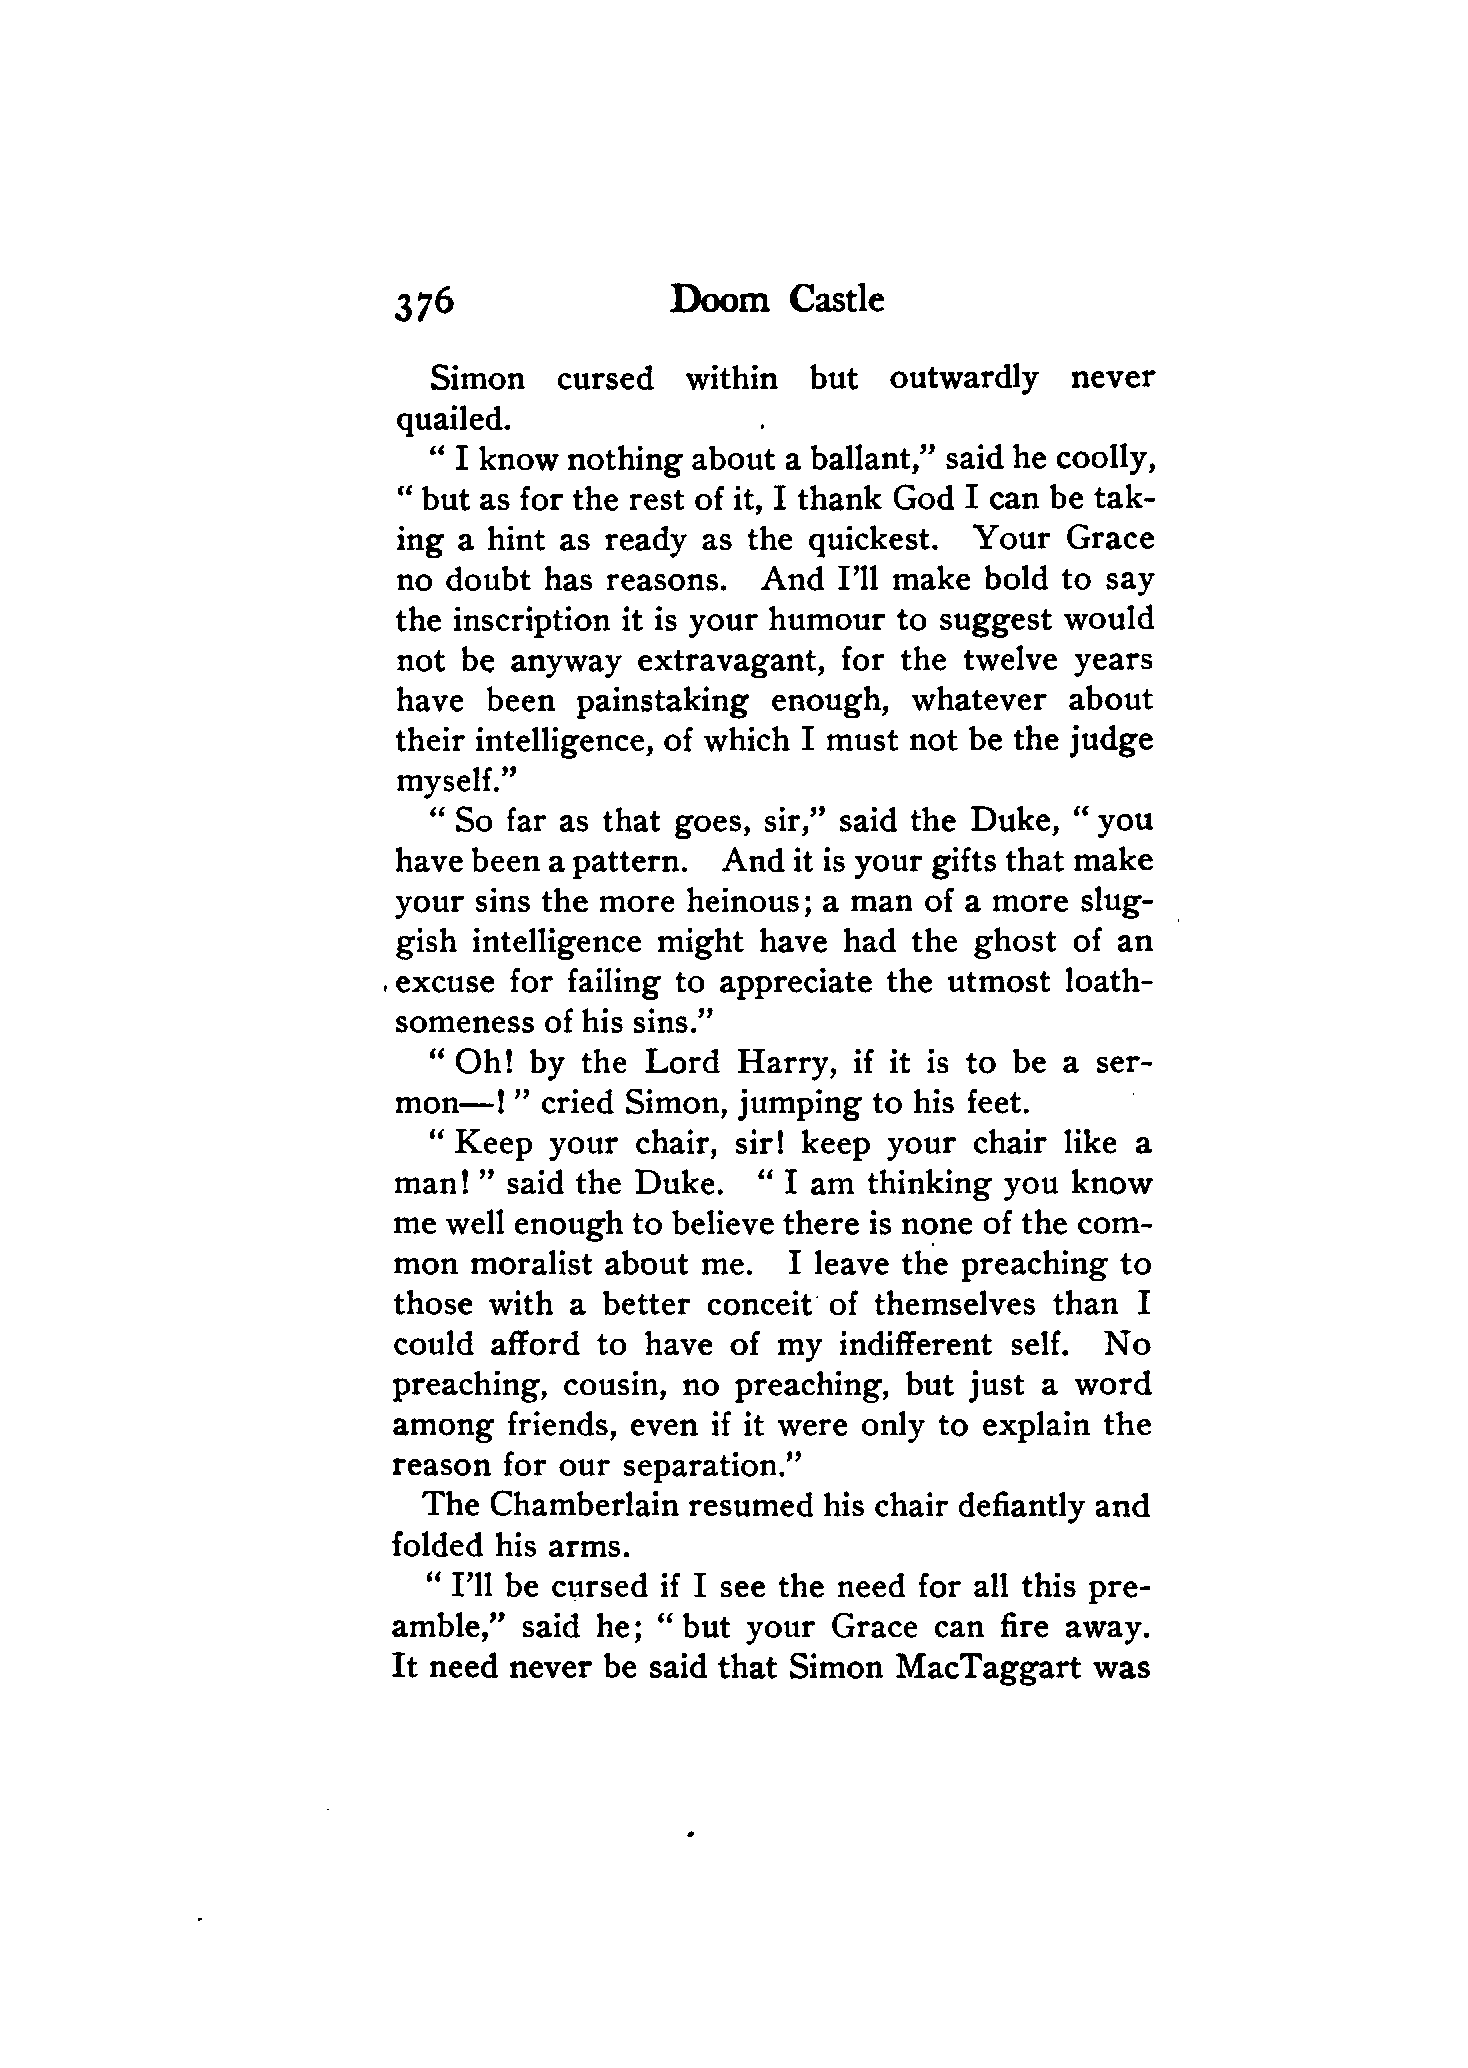 376 Doom Castle
Simon cursed within but outwardly never
quailed.
" I know nothing about a ballant," said he coolly,
" but as for the rest of it, I thank God I can be tak-
ing a hint as ready as the quickest. Your Grace
no doubt has reasons. And I'll make bold to say
the inscription it is your humour to suggest would
not be anyway extravagant, for the twelve years
have been painstaking enough, whatever about
their intelligence, of which I must not be the judge
myself."
" So far as that goes, sir," said the Duke, " you
have been a pattern. And it is your gifts that make
your sins the more heinous; a man of a more slug-
gish intelligence might have had the ghost of an
excuse for failing to appreciate the utmost loath-
someness of his sins."
" Oh! by the Lord Harry, if it is to be a ser-
mon—! " cried Simon, jumping to his feet.
" Keep your chair, sir! keep your chair like a
man! " said the Duke. " I am thinking you know
me well enough to believe there is none of the com-
mon moralist about me. I leave the preaching to
those with a better conceit of themselves than I
could afford to have of my indifferent self. No
preaching, cousin, no preaching, but just a word
among friends, even if it were only to explain the
reason for our separation."
The Chamberlain resumed his chair defiantly and
folded his arms.
" I'll be cursed if I see the need for all this pre-
amble," said he; " but your Grace can fire away.
It need never be said that Simon MacTaggart was